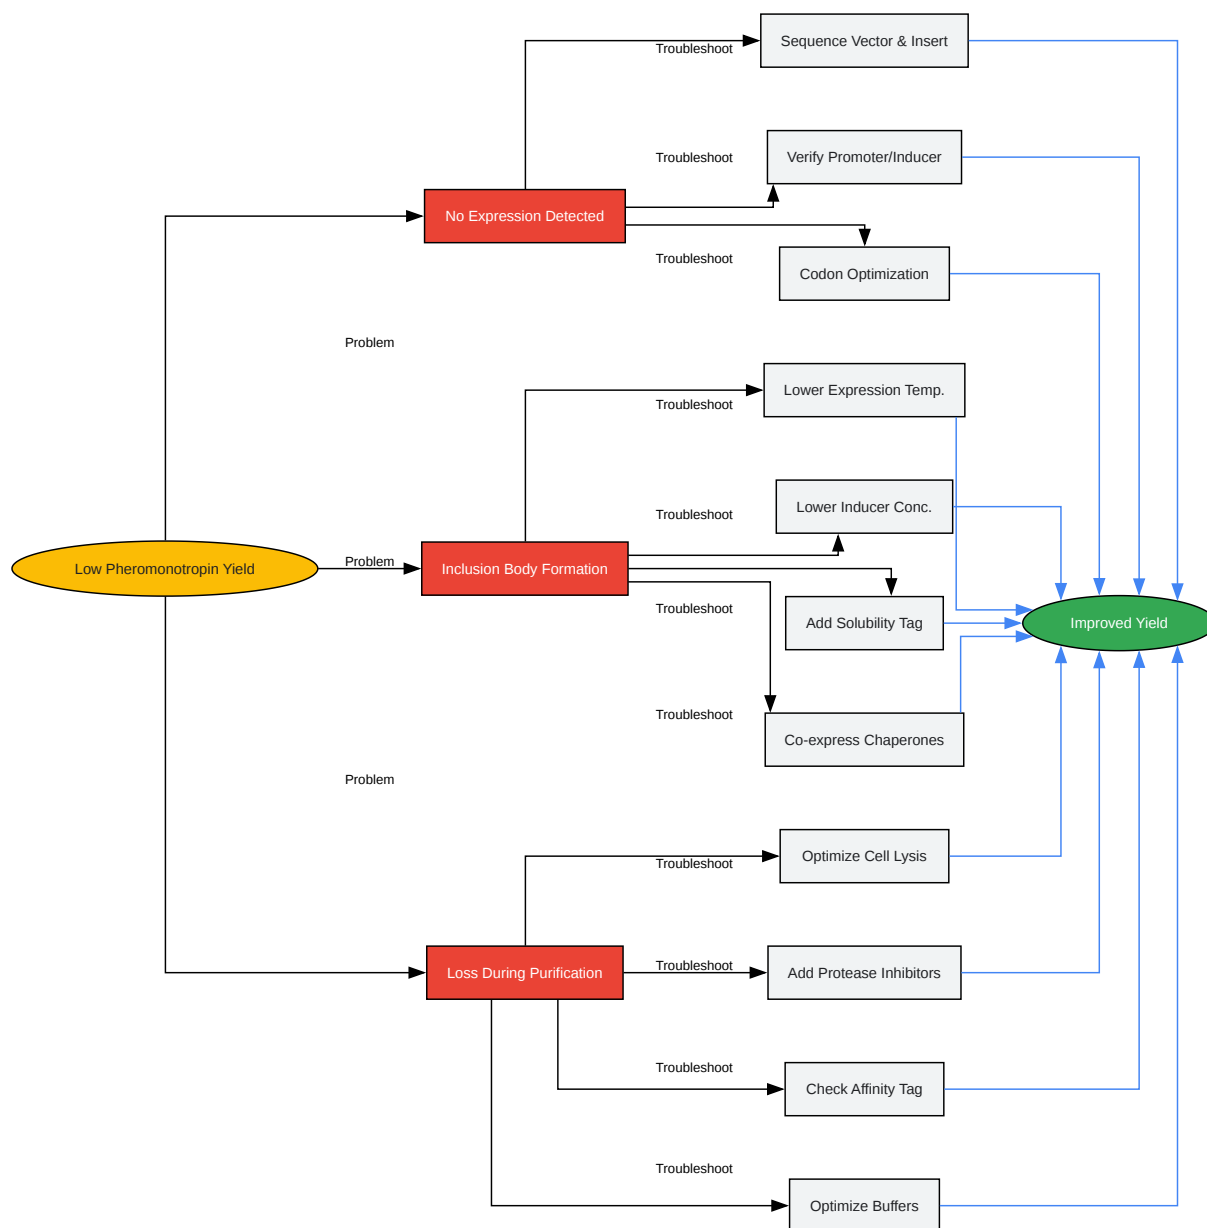 Sequence Vector & Insert
Troubleshoot
Troubleshoot
Verify Promoter/Inducer
No Expression Detected
Troubleshoot
Codon Optimization
Problem
Lower Expression Temp.
Troubleshoot
Lower Inducer Conc.
Troubleshoot
Low Pheromonotropin Yield
Problem
Inclusion Body Formation
Troubleshoot
Add Solubility Tag
Improved Yield
Troubleshoot
Co-express Chaperones
Problem
Optimize Cell Lysis
Troubleshoot
Loss During Purification
Troubleshoot
Add Protease Inhibitors
Troubleshoot
Check Affinity Tag
Troubleshoot
Optimize Buffers